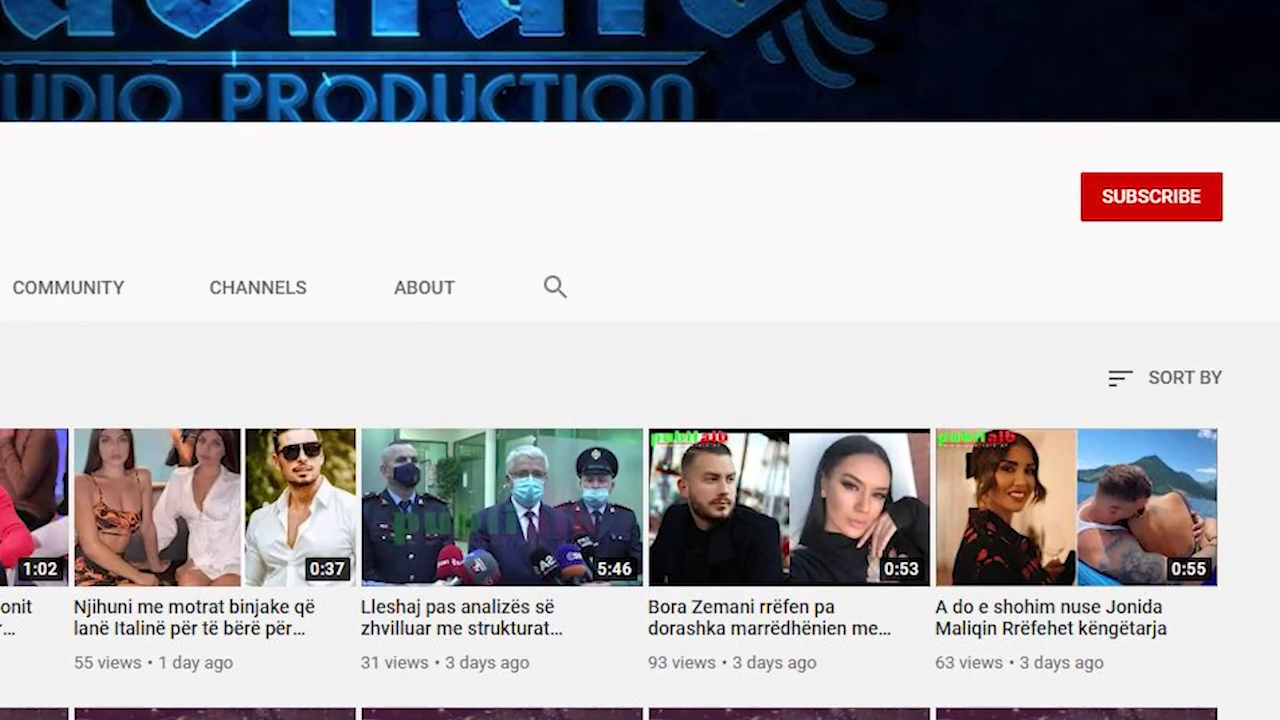 UDIO PRODUCTION
SUBSCRIBE
COMMUNITY CHANNELS ABOUT
SORT BY
publialb publialb publialb
1:02 0:37 5:46 0:53 0:55
onit Njihuni me motrat binjake që Lleshaj pas analizës së Bora Zemani rrëfen pa A do e shohim nuse Jonida
r... lanë Italinë për të bërë për... zhvilluar me strukturat... dorashka marrëdhënien me... Maliqin Rrëfehet këngëtarja
55 views • 1 day ago 31 views • 3 days ago 93 views • 3 days ago 63 views • 3 days ago